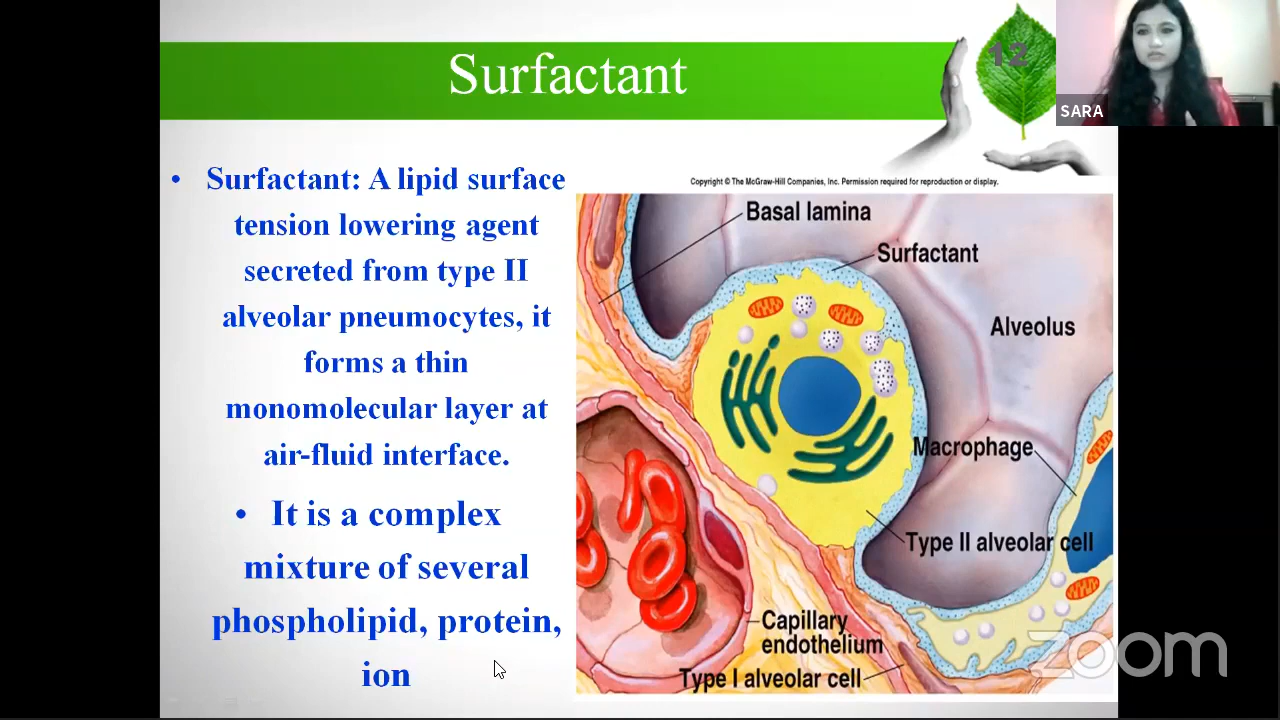 Surfactant
12
SARA
• Surfactant: A lipid surface
tension lowering agent
secreted from type II
alveolar pneumocytes, it
forms a thin
monomolecular layer at
air-fluid interface.
• It is a complex
mixture of several
phospholipid, protein,
ion
Copyright © The McGraw-Hill Companies, Inc. Permission required for reproduction or display.
Basal lamina
Surfactant
Alveolus
Macrophage
Type II alveolar cell
Capillary
endothelium
Type I alveolar cell
zoom